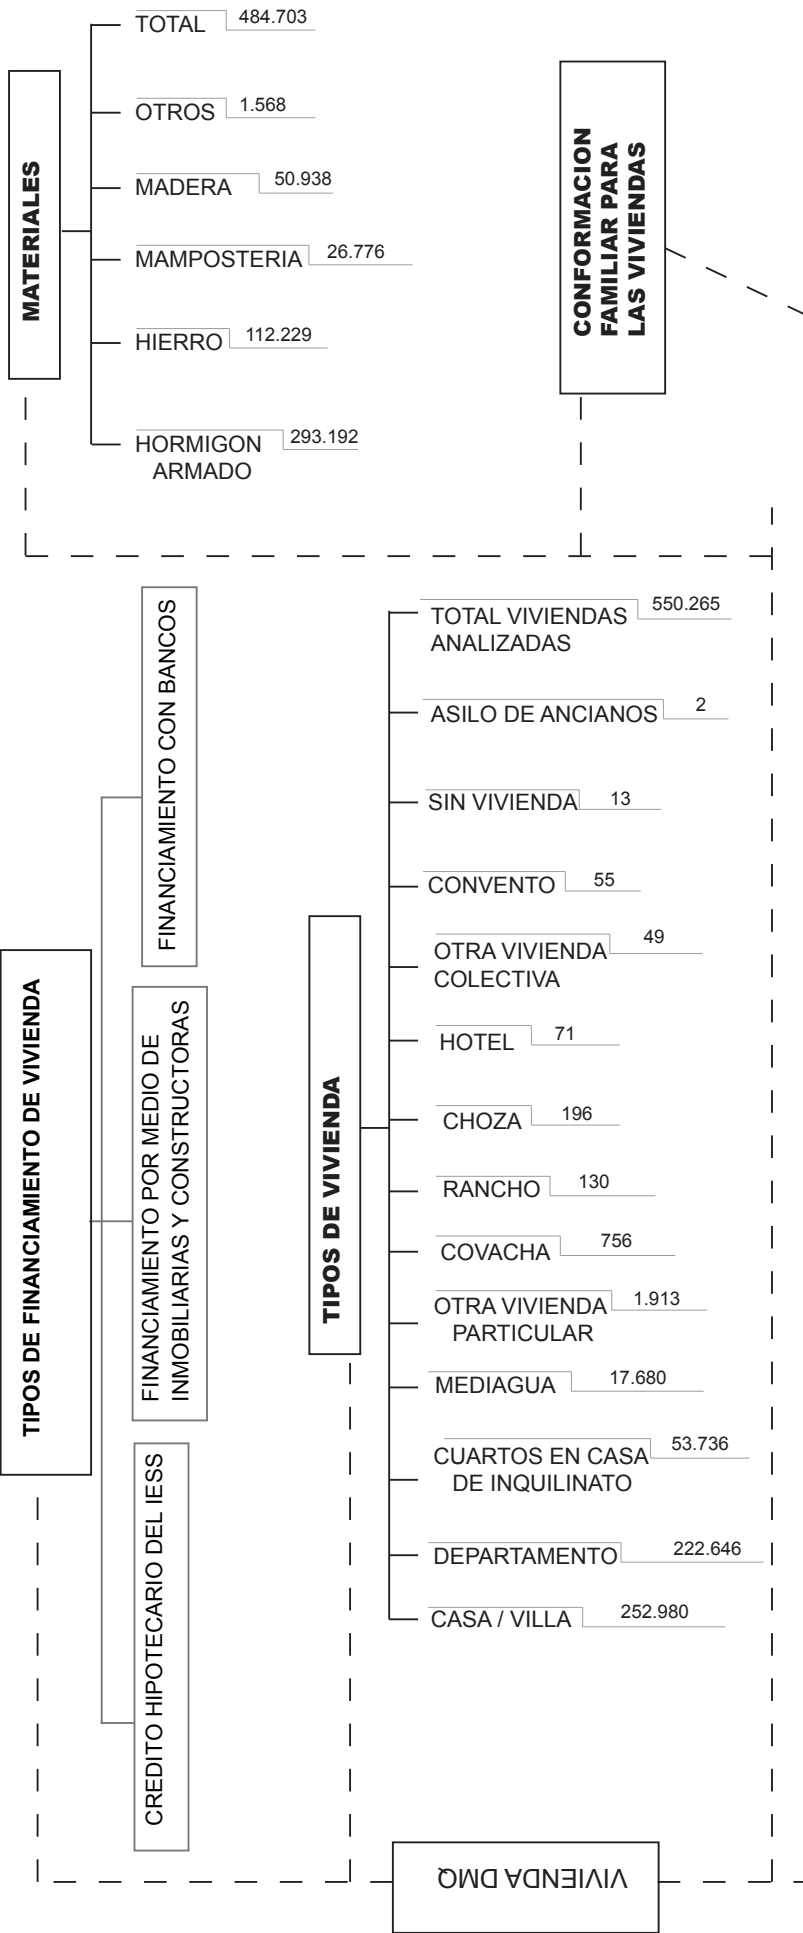 MATERIALES
TOTAL 484.703
OTROS 1.568
MADERA 50.938
MAMPOSTERIA 26.776
HIERRO 112.229
HORMIGON 293.192
ARMADO
CONFORMACION
FAMILIAR PARA
LAS VIVIENDAS
TIPOS DE FINANCIAMIENTO DE VIVIENDA
FINANCIAMIENTO CON BANCOS
FINANCIAMIENTO POR MEDIO DE
INMOBILIARIAS Y CONSTRUCTORAS
CREDITO HIPOTECARIO DEL IESS
TIPOS DE VIVIENDA
TOTAL VIVIENDAS 550.265
ANALIZADAS
ASILO DE ANCIANOS 2
SIN VIVIENDA 13
CONVENTO 55
OTRA VIVIENDA 49
COLECTIVA
HOTEL 71
CHOZA 196
RANCHO 130
COVACHA 756
OTRA VIVIENDA 1.913
PARTICULAR
MEDIAGUA 17.680
CUARTOS EN CASA 53.736
DE INQUILINATO
DEPARTAMENTO 222.646
CASA / VILLA 252.980
VIVIENDA DMQ